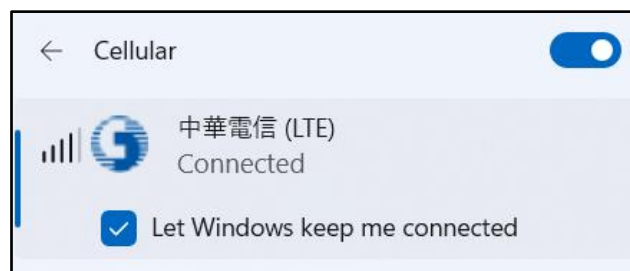 Cellular
中華電信 (LTE)
Connected
Let Windows keep me connected